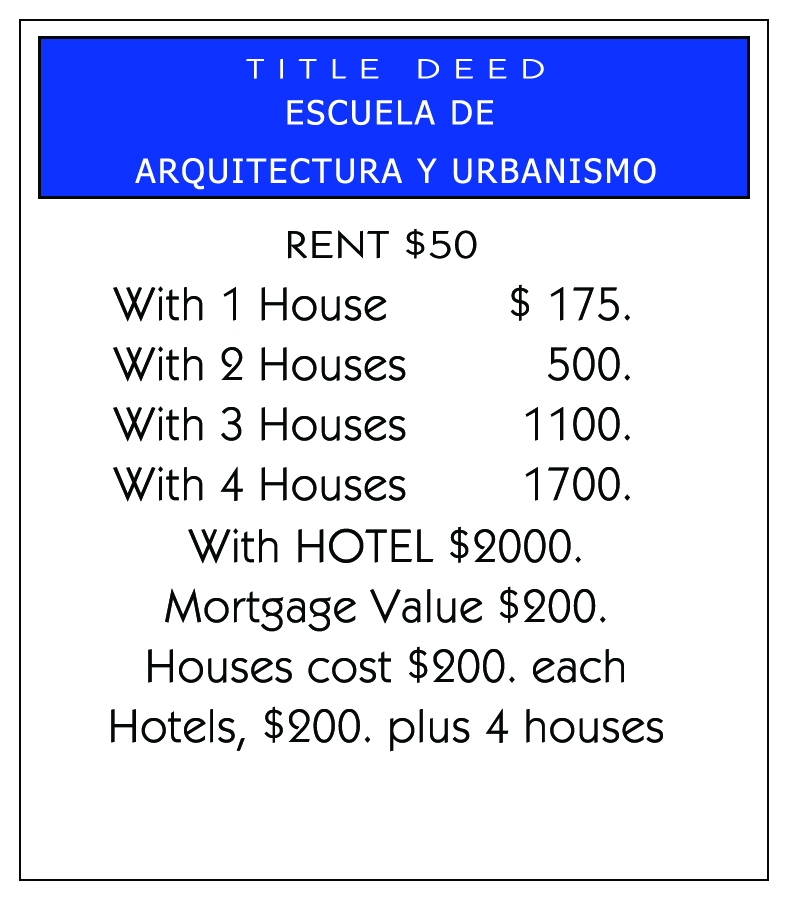 TITLE DEED
ESCUELA DE
ARQUITECTURA Y URBANISMO
RENT $50
With 1 House $ 175.
With 2 Houses 500.
With 3 Houses 1100.
With 4 Houses 1700.
With HOTEL $2000.
Mortgage Value $200.
Houses cost $200. each
Hotels, $200. plus 4 houses